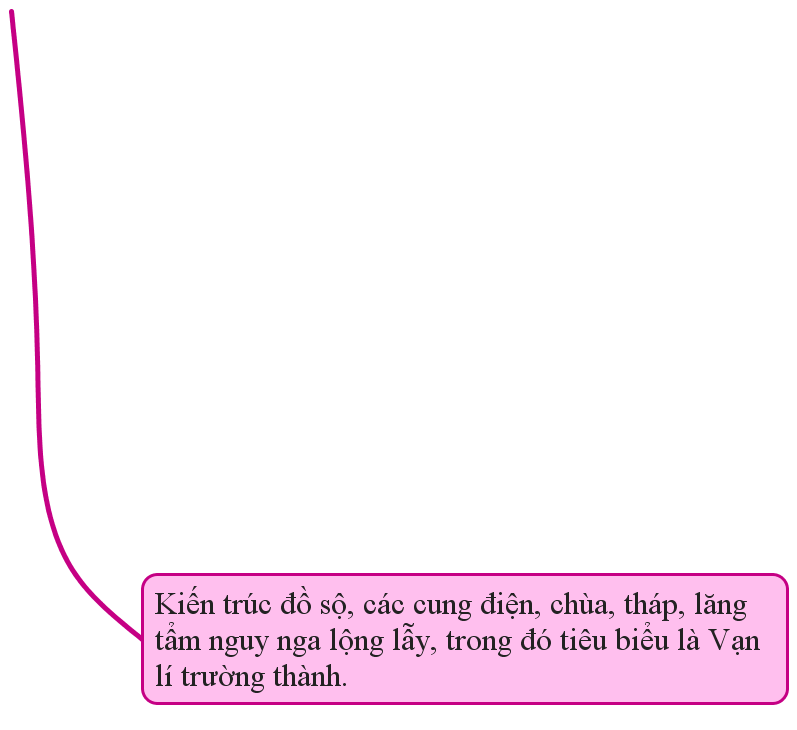 Kiến trúc đồ sộ, các cung điện, chùa, tháp, lăng
tẩm nguy nga lộng lẫy, trong đó tiêu biểu là Vạn
lí trường thành.